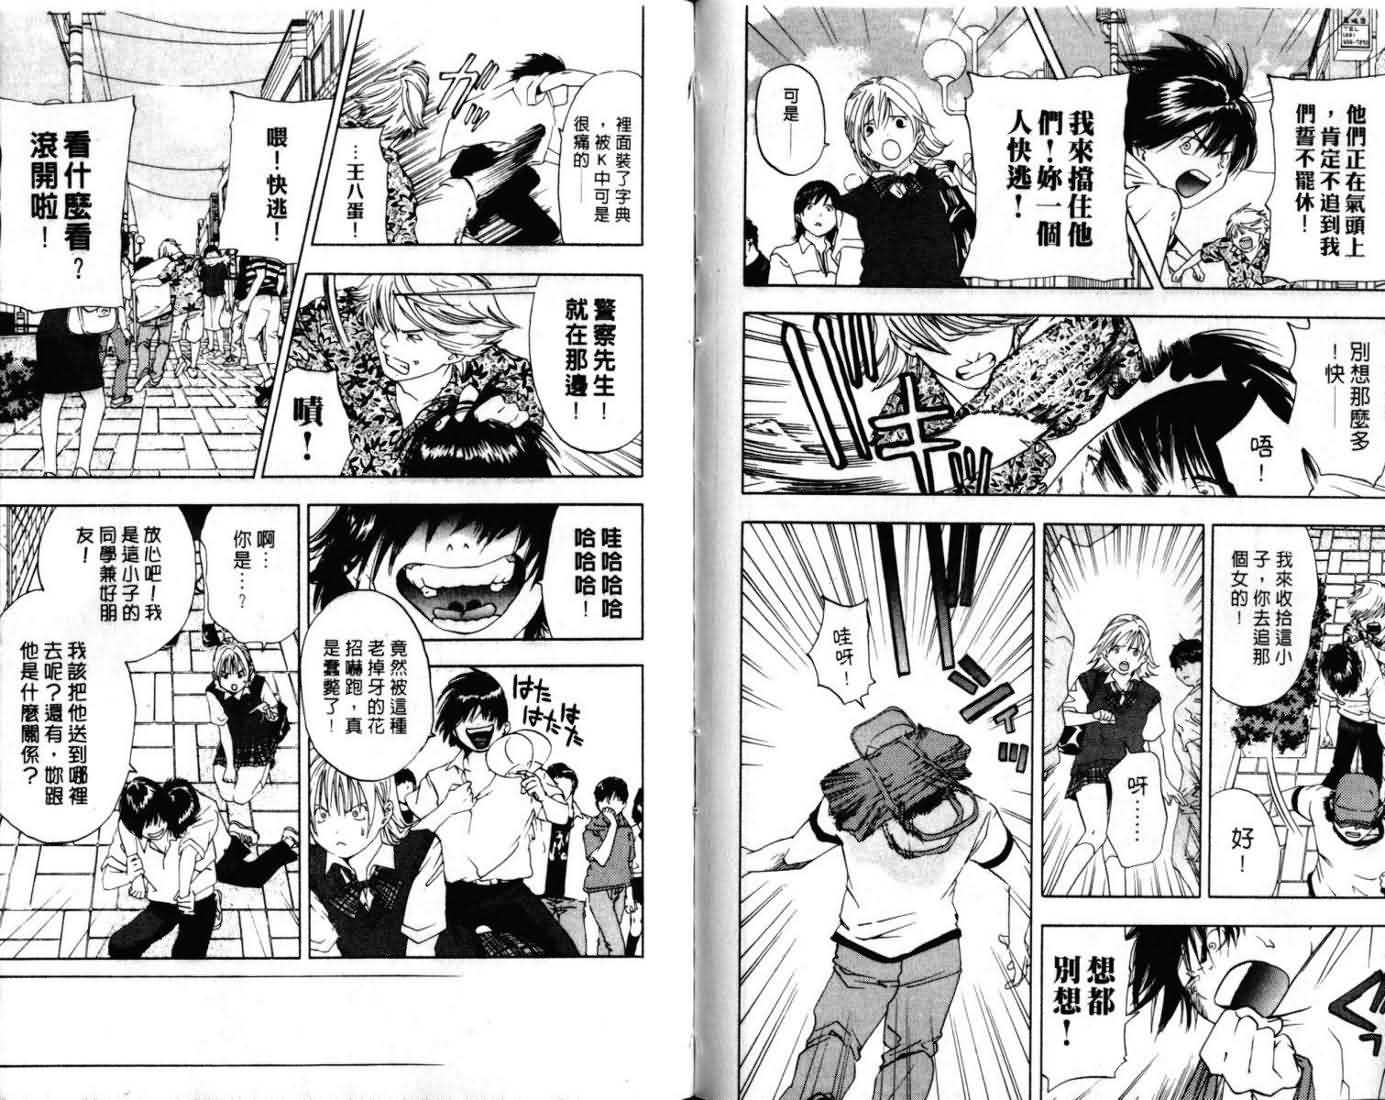 他們正在氣頭上
，肯定不追到我
們誓不罷休！
我來擋住他
們！妳一個
人快逃！
可是—
別想那麼多
！快—
唔！
キ
我來收拾這小
子，你去追那
個女的！
好！
呀……
哇呀！
想都
別想！
裡面裝了字典
，被K中可是
很痛的—
ガ
…王八蛋！
喂！快逃！
看什麼看？
滾開啦！
警察先生！
就在那邊！
嘖！
哇哈哈哈
哈哈哈！
竟然被這種
老掉牙的花
招嚇跑，真
是蠢斃了！
はた
はた
はた
啊…
你是…？
放心吧！我
是這小子的
同學兼好朋
友！
我該把他送到哪裡
去呢？還有，妳跟
他是什麼關係？